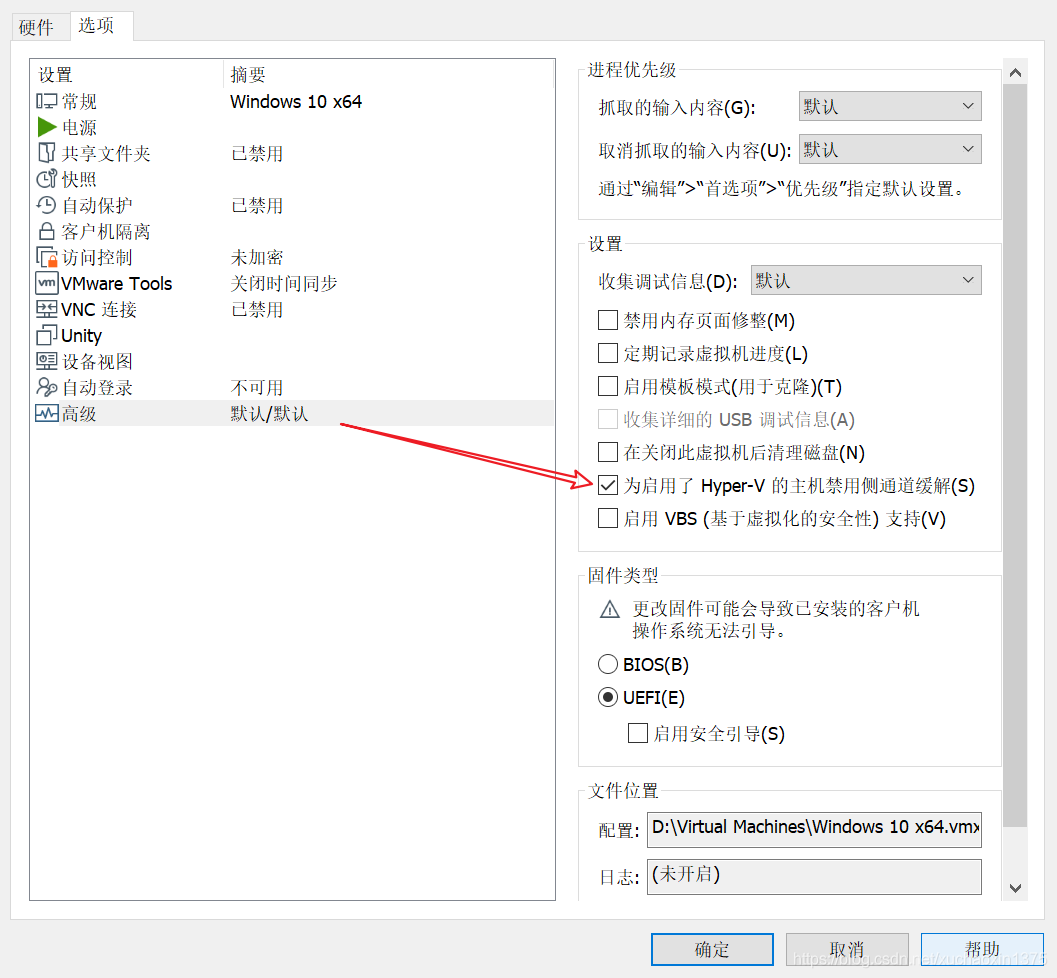 硬件 选项
设置 摘要
常规 Windows 10 x64
电源
共享文件夹 已禁用
快照
自动保护 已禁用
客户机隔离
访问控制 未加密
vm VMware Tools 关闭时间同步
VNC 连接 已禁用
Unity
设备视图
自动登录 不可用
高级 默认/默认
进程优先级
抓取的输入内容(G): 默认
取消抓取的输入内容(U): 默认
通过“编辑”>“首选项”>“优先级”指定默认设置。
设置
收集调试信息(D): 默认
禁用内存页面修整(M)
定期记录虚拟机进度(L)
启用模板模式(用于克隆)(T)
收集详细的 USB 调试信息(A)
在关闭此虚拟机后清理磁盘(N)
为启用了 Hyper-V 的主机禁用侧通道缓解(S)
启用 VBS (基于虚拟化的安全性) 支持(V)
固件类型
更改固件可能会导致已安装的客户机
操作系统无法引导。
BIOS(B)
UEFI(E)
启用安全引导(S)
文件位置
配置: D:\Virtual Machines\Windows 10 x64.vmx
日志: (未开启)
确定 取消 帮助